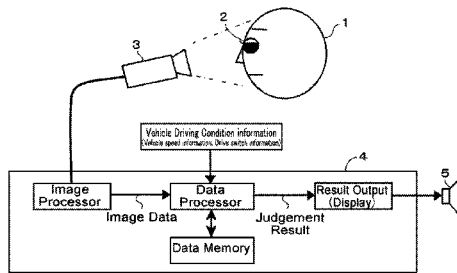 2
1
3
Vehicle Driving Condition information
(Vehicle speed information, Drive switch information)
4
5
Image
Processor
Image Data
Data
Processor
Judgement
Result
Result Output
(Display)
Data Memory